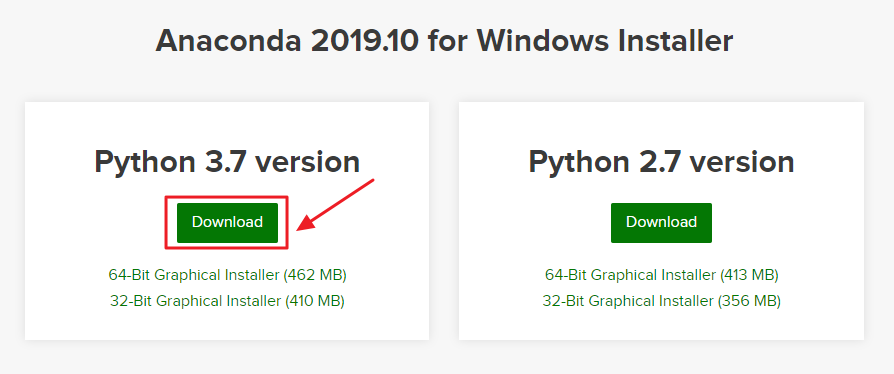 Anaconda 2019.10 for Windows Installer
Python 3.7 version
Download
64-Bit Graphical Installer (462 MB)
32-Bit Graphical Installer (410 MB)
Python 2.7 version
Download
64-Bit Graphical Installer (413 MB)
32-Bit Graphical Installer (356 MB)